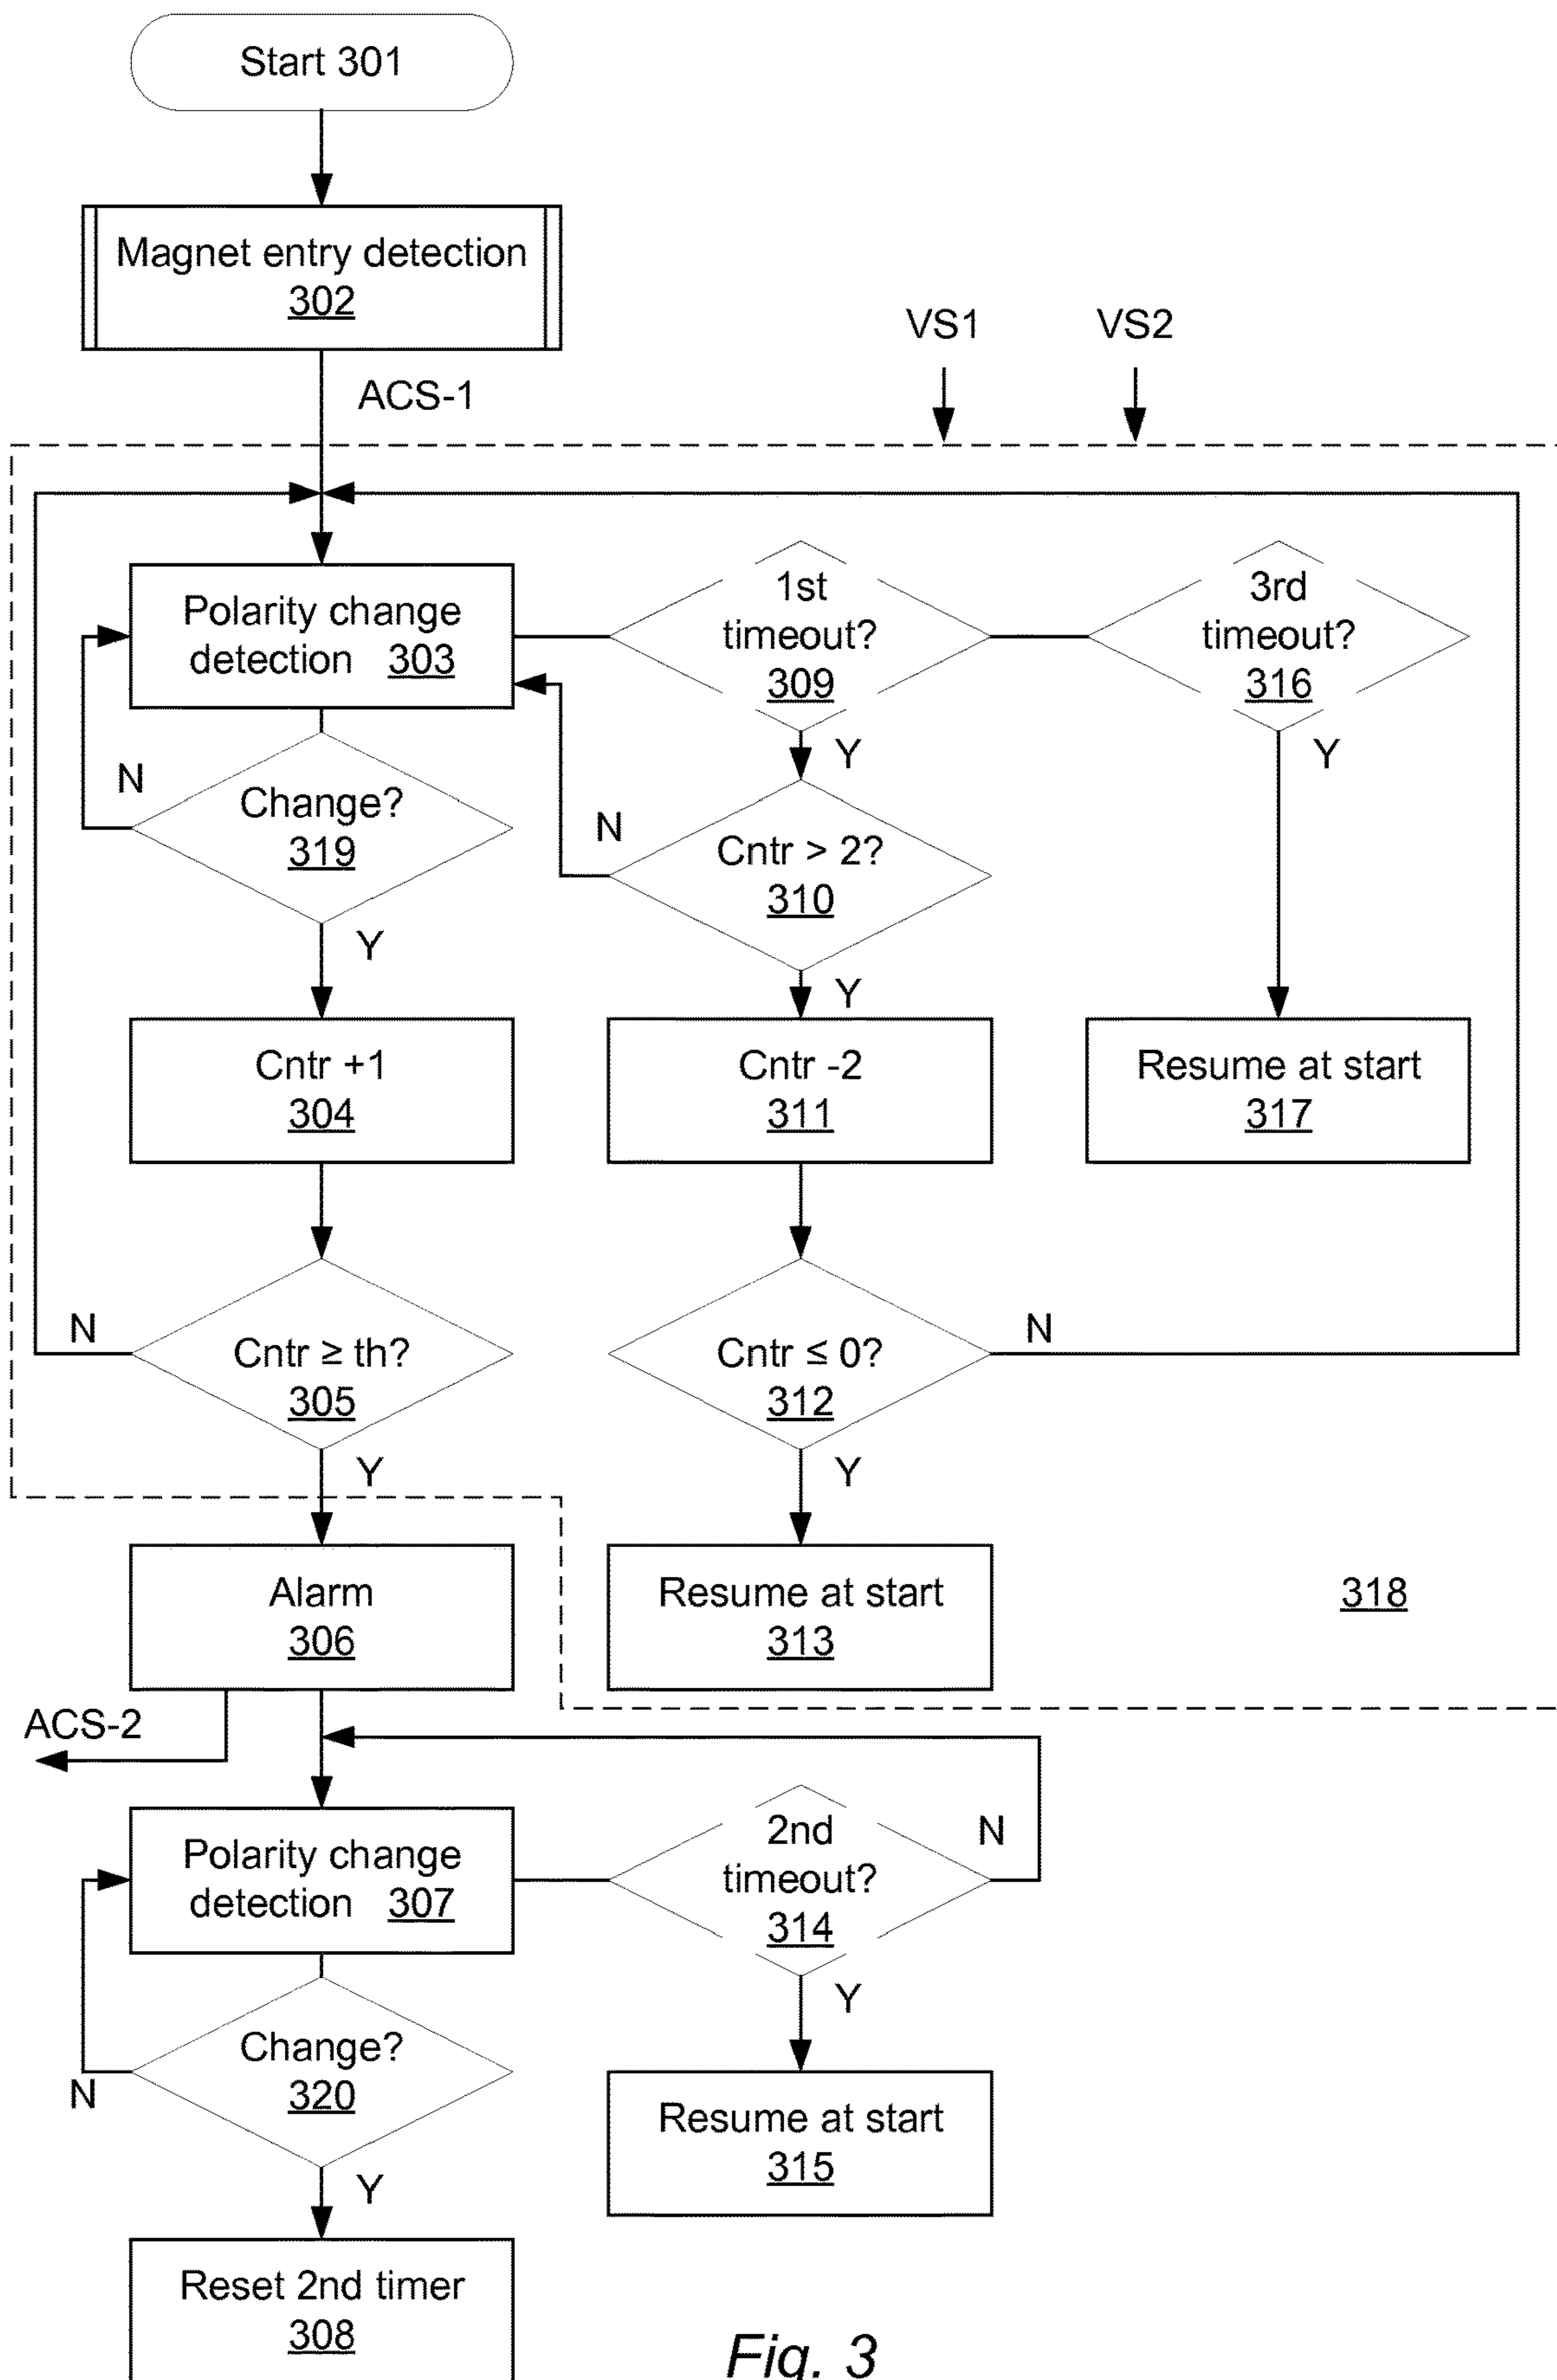 Start 301
Magnet entry detection
302
ACS-1
VS1
VS2
Polarity change
detection 303
1st
timeout?
309
3rd
timeout?
316
N
Change?
319
Y
N
Cntr > 2?
310
Y
Y
Y
Cntr +1
304
Cntr -2
311
Resume at start
317
N
Cntr ≥ th?
305
Y
Cntr ≤ 0?
312
N
Y
Alarm
306
Resume at start
313
318
ACS-2
Polarity change
detection 307
2nd
timeout?
314
N
Y
Change?
320
N
Y
Resume at start
315
Reset 2nd timer
308
Fig. 3